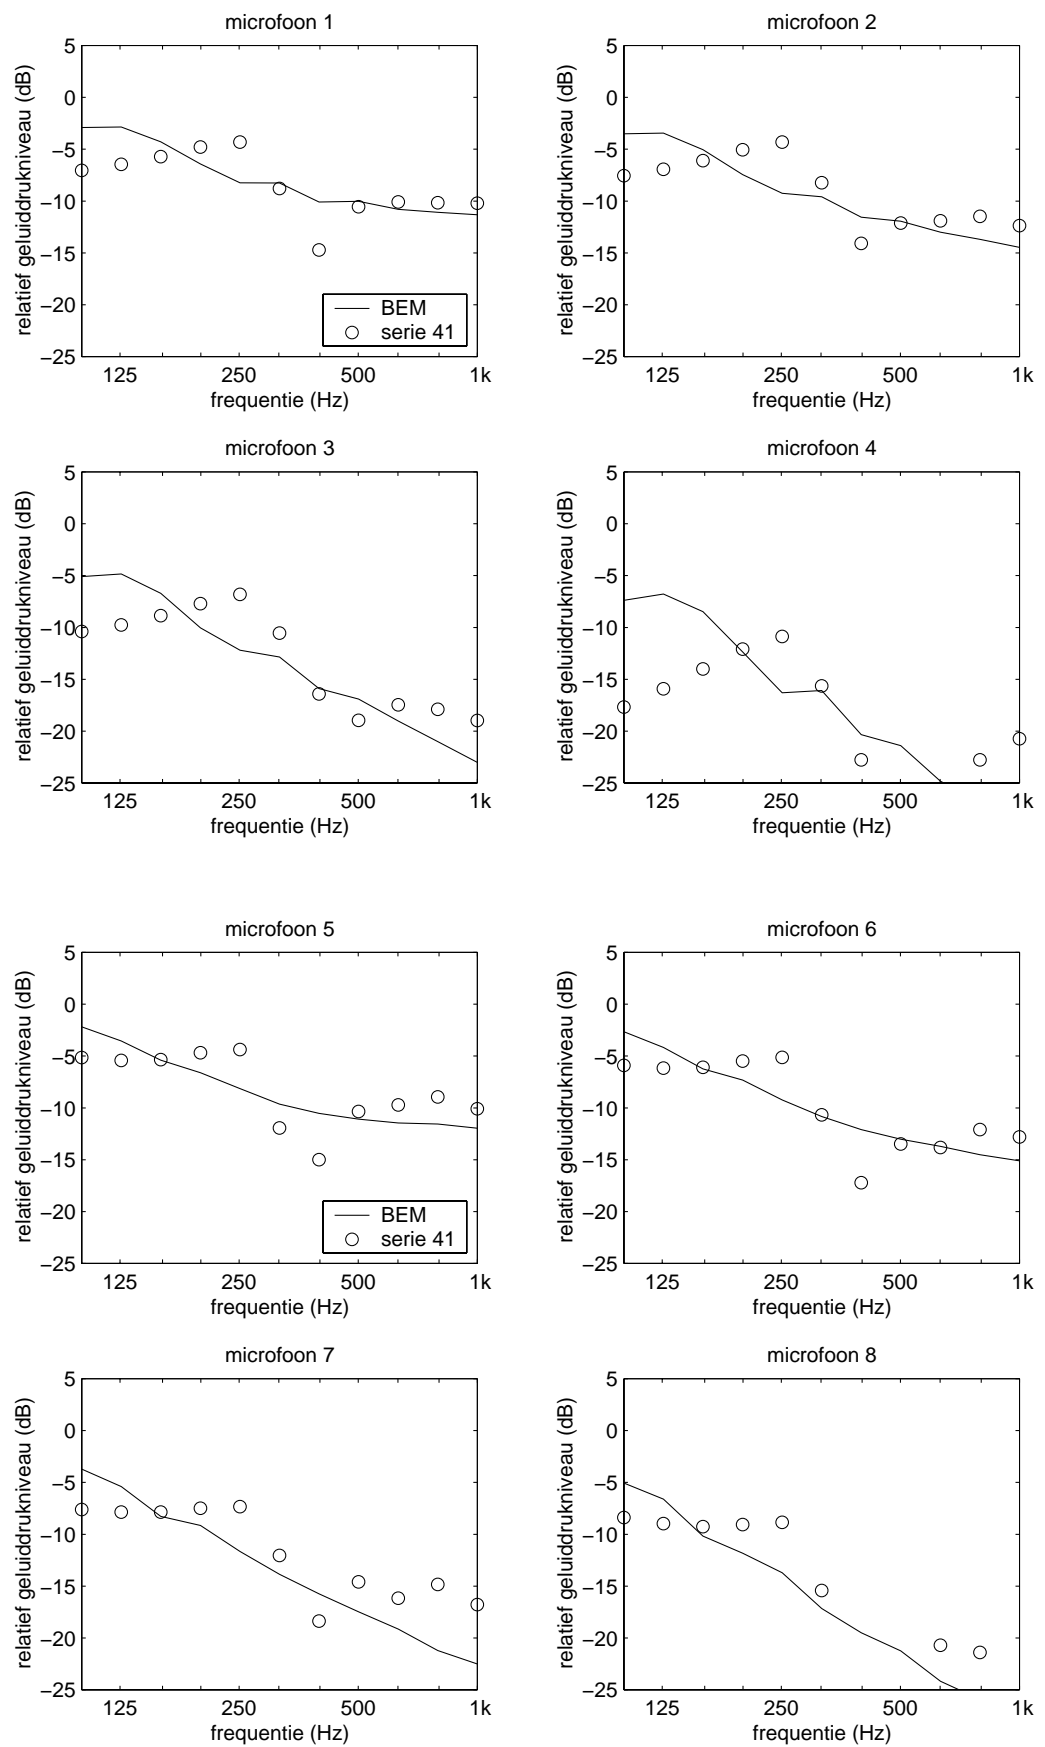 microfoon 1
relatief geluiddrukniveau (dB)
5
0
−5
−10
−15
−20
−25
BEM
serie 41
125 250 500 1k
frequentie (Hz)
microfoon 2
relatief geluiddrukniveau (dB)
5
0
−5
−10
−15
−20
−25
125 250 500 1k
frequentie (Hz)
microfoon 3
relatief geluiddrukniveau (dB)
5
0
−5
−10
−15
−20
−25
125 250 500 1k
frequentie (Hz)
microfoon 4
relatief geluiddrukniveau (dB)
5
0
−5
−10
−15
−20
−25
125 250 500 1k
frequentie (Hz)
microfoon 5
relatief geluiddrukniveau (dB)
5
0
−5
−10
−15
−20
−25
BEM
serie 41
125 250 500 1k
frequentie (Hz)
microfoon 6
relatief geluiddrukniveau (dB)
5
0
−5
−10
−15
−20
−25
125 250 500 1k
frequentie (Hz)
microfoon 7
relatief geluiddrukniveau (dB)
5
0
−5
−10
−15
−20
−25
125 250 500 1k
frequentie (Hz)
microfoon 8
relatief geluiddrukniveau (dB)
5
0
−5
−10
−15
−20
−25
125 250 500 1k
frequentie (Hz)